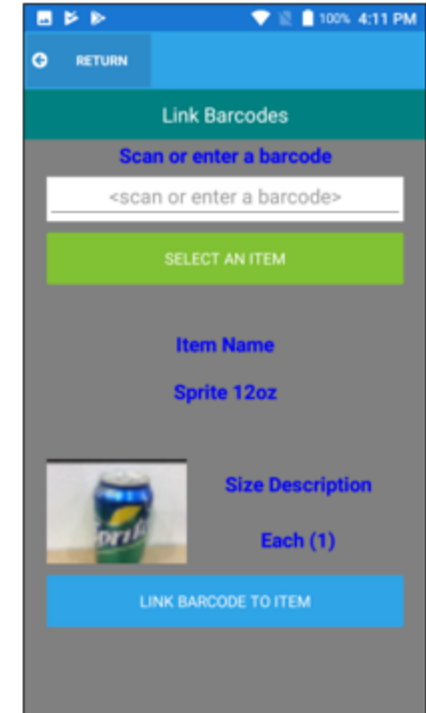 100% 4:11 PM
RETURN
Link Barcodes
Scan or enter a barcode
<scan or enter a barcode>
SELECT AN ITEM
Item Name
Sprite 12oz
Size Description
Sprite
Each (1)
LINK BARCODE TO ITEM